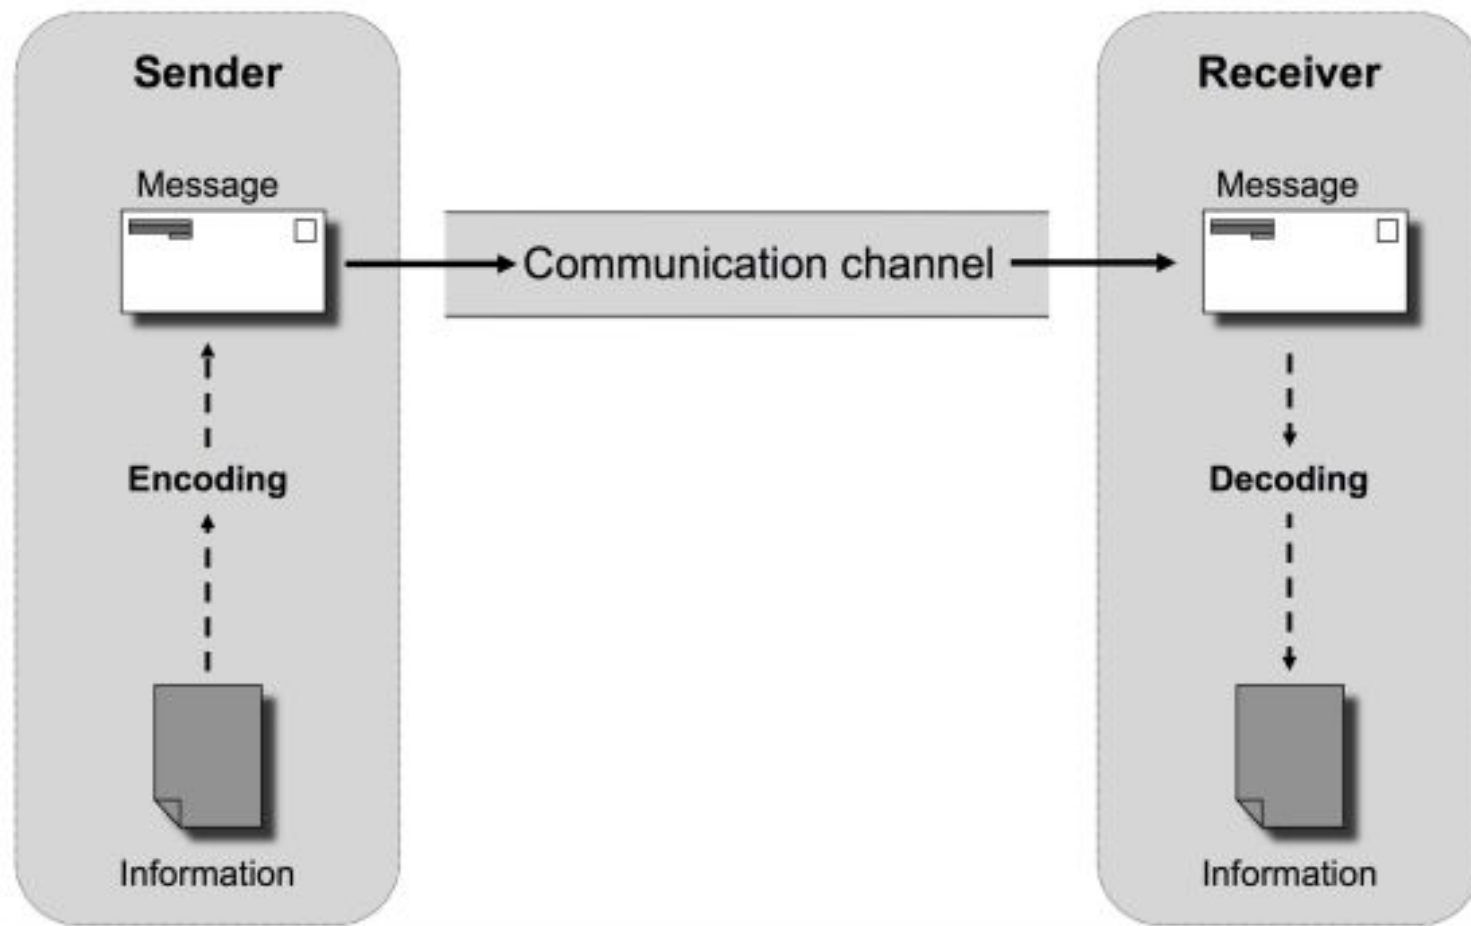 Sender
Message
Encoding
Information
Communication channel
Receiver
Message
Decoding
Information